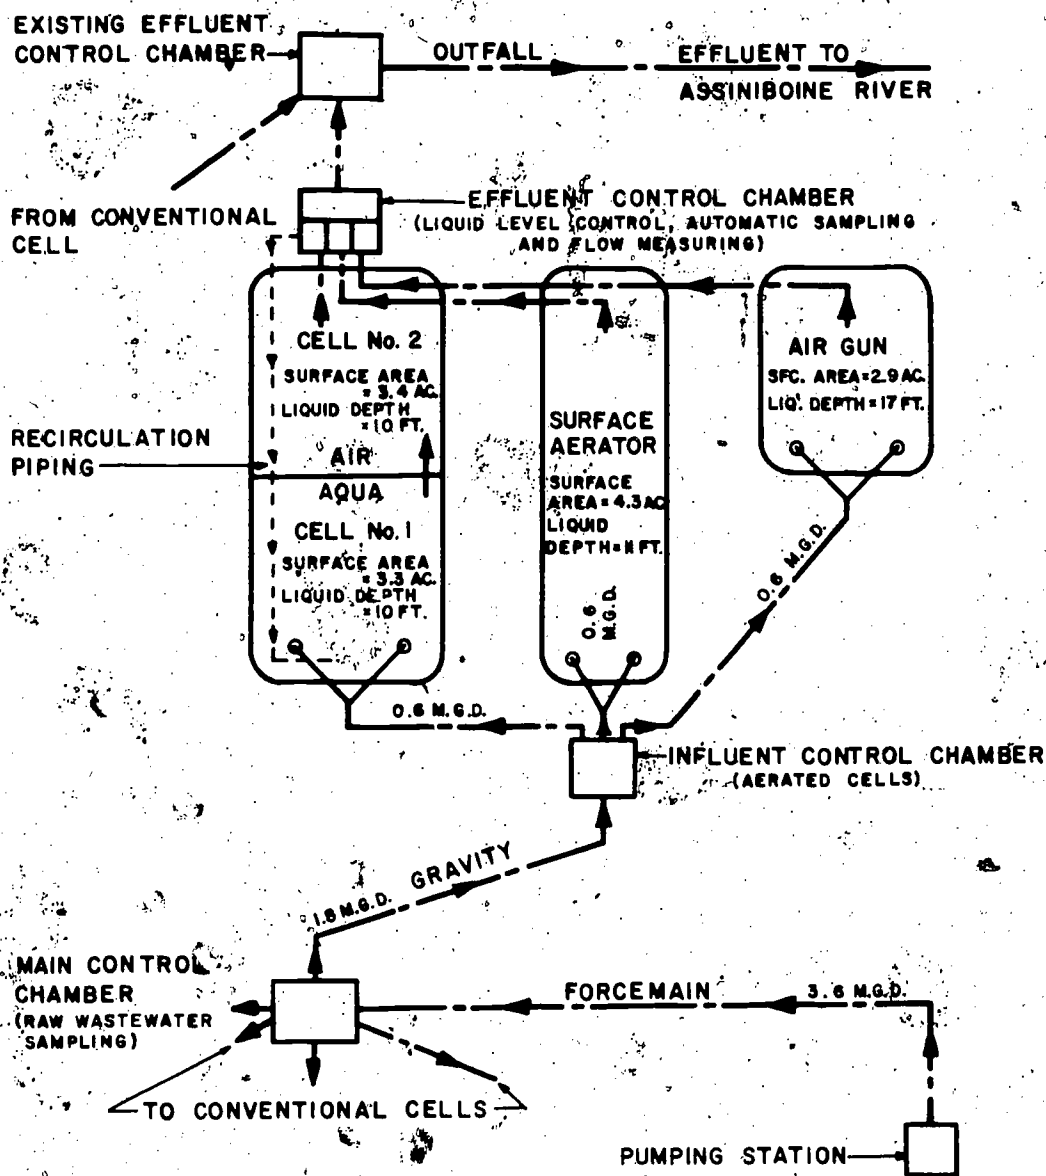 EXISTING EFFLUENT
CONTROL CHAMBER
OUTFALL
EFFLUENT TO
ASSINIBOINE RIVER
FROM CONVENTIONAL
CELL
EFFLUENT CONTROL CHAMBER
(LIQUID LEVEL CONTROL, AUTOMATIC SAMPLING
AND FLOW MEASURING)
CELL No. 2
SURFACE AREA
= 3.4 AC.
LIQUID DEPTH
=10 FT.
AIR
AQUA
CELL No. 1
SURFACE AREA
= 3.3 AC.
LIQUID DEPTH
=10 FT.
RECIRCULATION
PIPING
SURFACE
AERATOR
SURFACE
AREA= 4.3 AC
LIQUID
DEPTH= 11 FT.
0.6
M.G.D.
AIR GUN
SFC. AREA=2.9 AC.
LIQ. DEPTH=17 FT.
0.6 M.G.D.
0.6 M.G.D.
INFLUENT CONTROL CHAMBER
(AERATED CELLS)
1.8 M.G.D.
GRAVITY
MAIN CONTROL
CHAMBER
(RAW WASTEWATER
SAMPLING)
FORCEMAIN
3.6 M.G.D.
TO CONVENTIONAL CELLS
PUMPING STATION